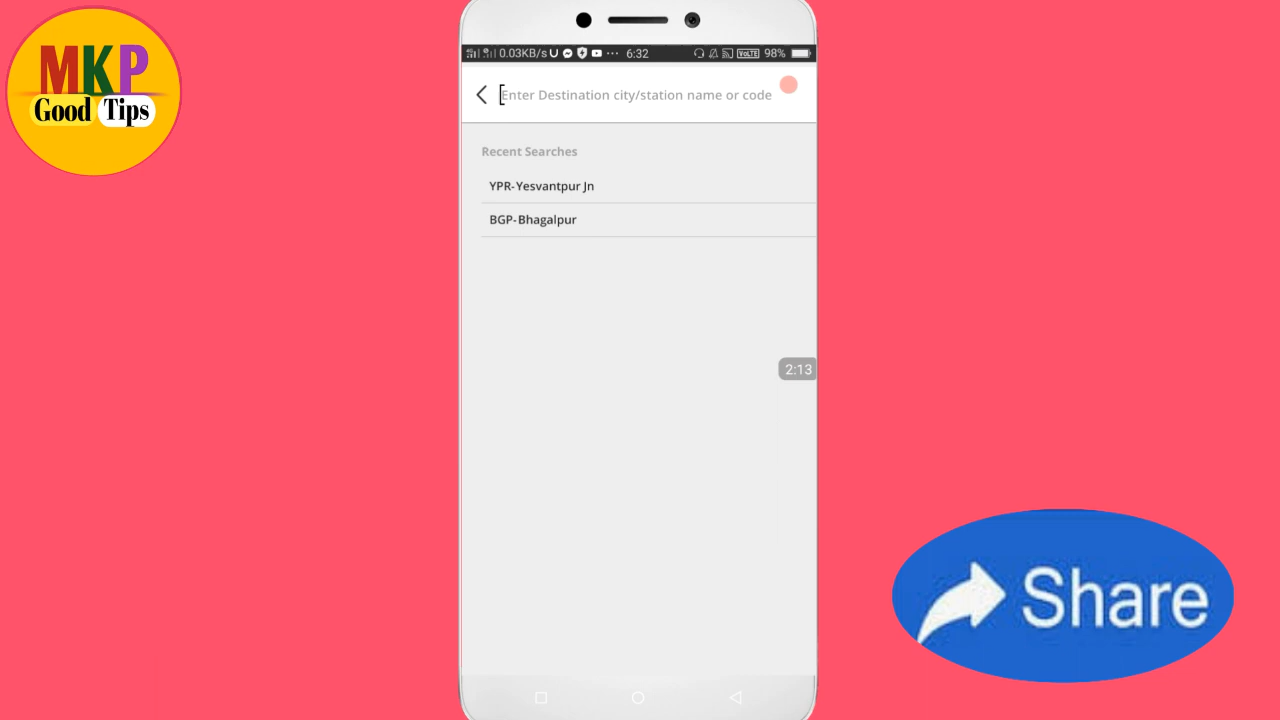 MKP
Good Tips
0.03KB/s 6:32 VoLTE 98%
Enter Destination city/station name or code
Recent Searches
YPR-Yesvantpur Jn
BGP-Bhagalpur
2:13
Share